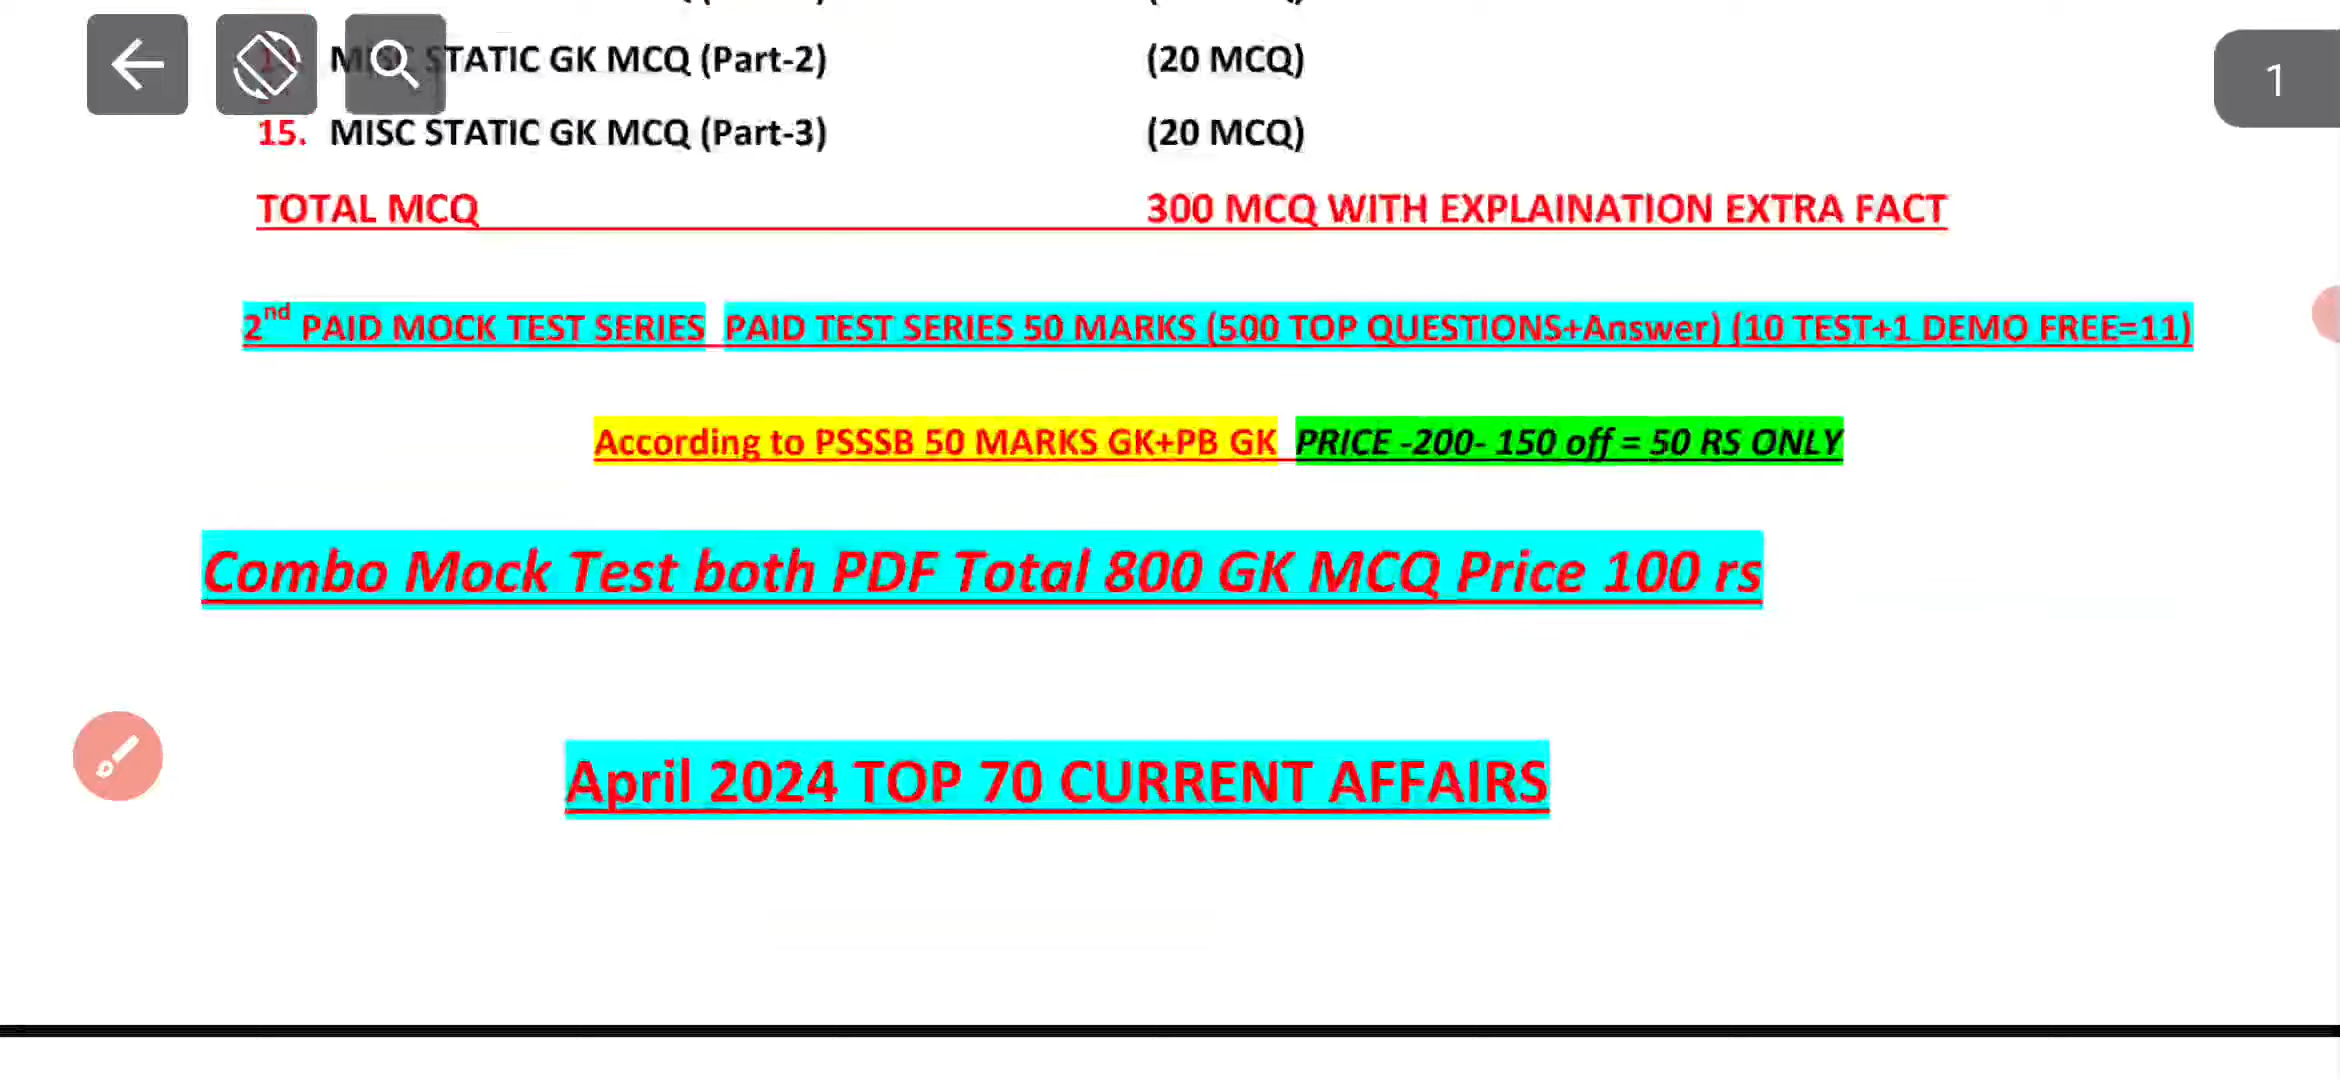 14. MISC STATIC GK MCQ (Part-2) (20 MCQ)
1
15. MISC STATIC GK MCQ (Part-3) (20 MCQ)
TOTAL MCQ 300 MCQ WITH EXPLAINATION EXTRA FACT
2nd PAID MOCK TEST SERIES PAID TEST SERIES 50 MARKS (500 TOP QUESTIONS+Answer) (10 TEST+1 DEMO FREE=11)
According to PSSSB 50 MARKS GK+PB GK PRICE -200- 150 off = 50 RS ONLY
Combo Mock Test both PDF Total 800 GK MCQ Price 100 rs
April 2024 TOP 70 CURRENT AFFAIRS